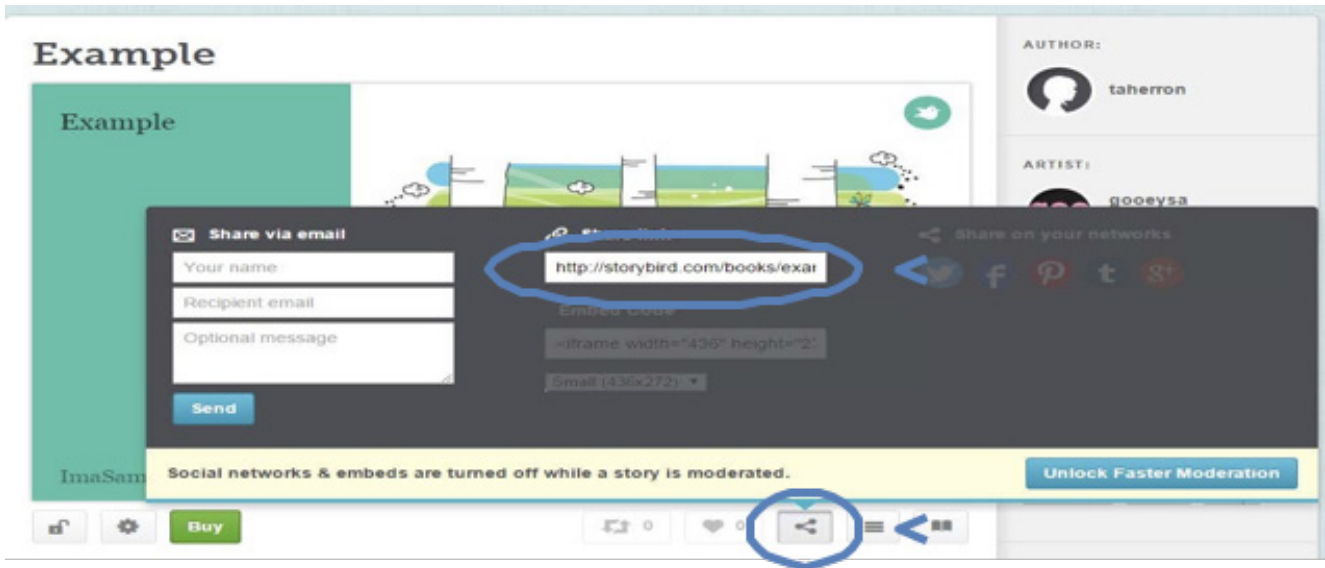 Example
AUTHOR:
taherron
Example
ARTIST:
gooeysa
Share via email
Share link
Share on your networks
Your name
http://storybird.com/books/exar
Recipient email
Embed Code
Optional message
<iframe width="436" height="2
Small (436x272)
Send
ImaSam
Social networks & embeds are turned off while a story is moderated.
Unlock Faster Moderation
Buy
0
0